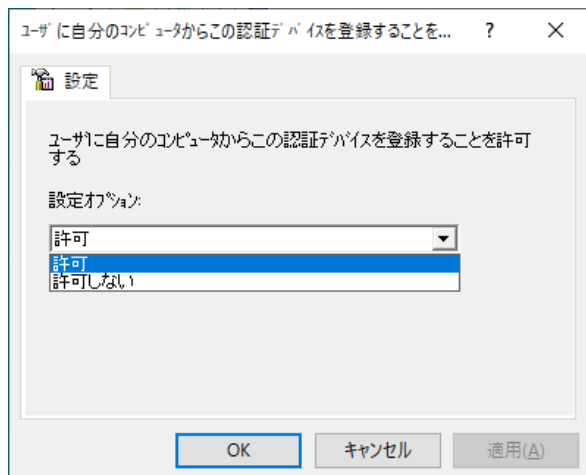 ﾕｰｻﾞに自分のｺﾝﾋﾟｭｰﾀからこの認証ﾃﾞﾊﾞｲｽを登録することを... ? ×
設定
ﾕｰｻﾞに自分のｺﾝﾋﾟｭｰﾀからこの認証ﾃﾞﾊﾞｲｽを登録することを許可
する
設定ｵﾌﾟｼｮﾝ:
許可
許可
許可しない
OK キャンセル 適用(A)